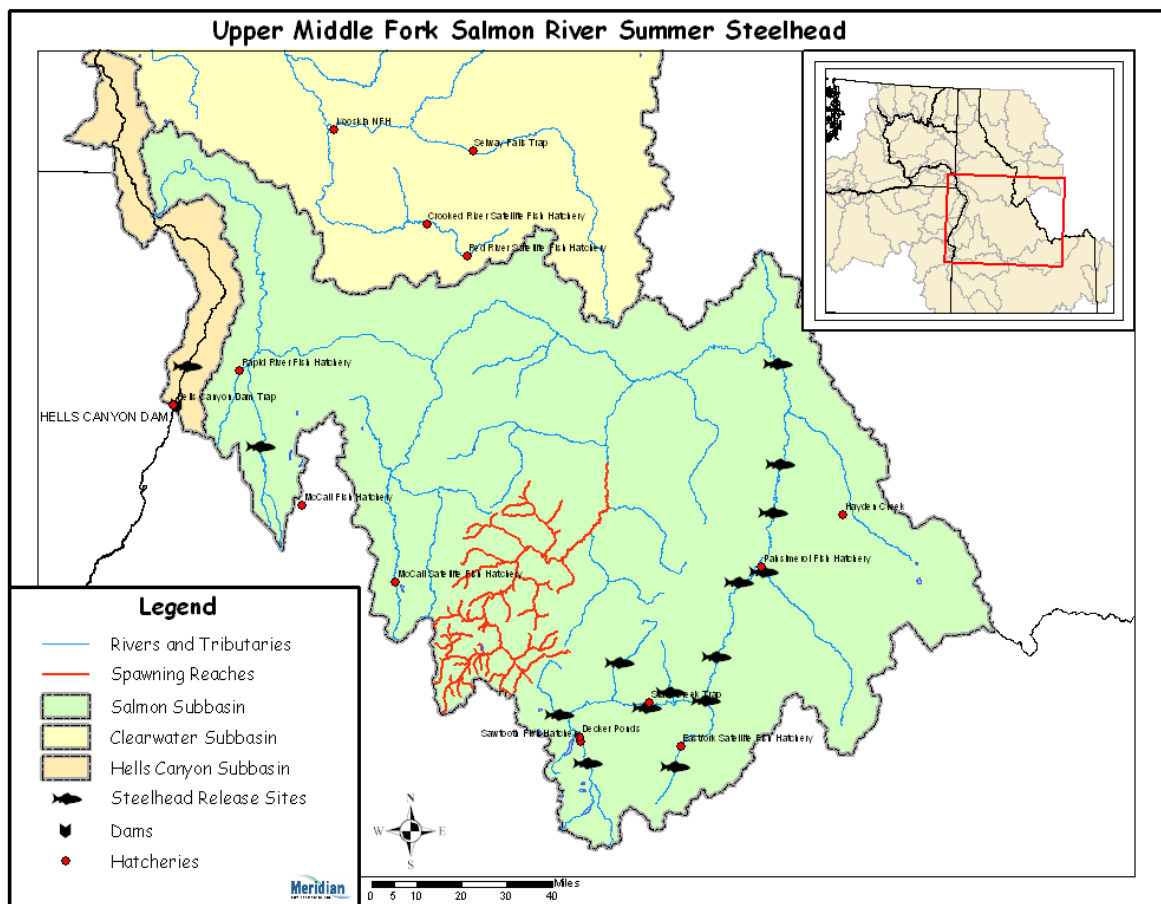 Upper Middle Fork Salmon River Summer Steelhead
Kooskia NFH
Selway Falls Trap
Crooked River Satellite Fish Hatchery
Red River Satellite Fish Hatchery
Rapid River Fish Hatchery
Hells Canyon Dam Trap
HELLS CANYON DAM
McCall Fish Hatchery
Hayden Creek
Pahsimeroi Fish Hatchery
McCall Satellite Fish Hatchery
Trap
Decker Ponds
Sawtooth Fish
Eastfork Satellite Fish Hatchery
Legend
Rivers and Tributaries
Spawning Reaches
Salmon Subbasin
Clearwater Subbasin
Hells Canyon Subbasin
Steelhead Release Sites
Dams
Hatcheries
Meridian
N
W E
S
Miles
0 5 10 20 30 40